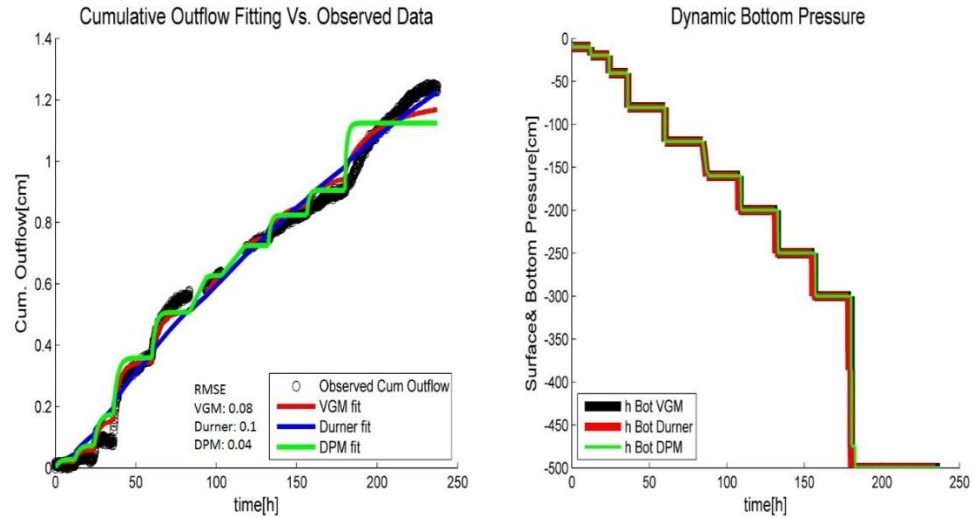 Cumulative Outflow Fitting Vs. Observed Data
1.4
1.2
1
0.8
0.6
0.4
0.2
0
Cum. Outflow[cm]
RMSE
VGM: 0.08
Durner: 0.1
DPM: 0.04
Observed Cum Outflow
VGM fit
Durner fit
DPM fit
0 50 100 150 200 250
time[h]
Dynamic Bottom Pressure
0
-50
-100
-150
-200
-250
-300
-350
-400
-450
-500
Surface& Bottom Pressure[cm]
h Bot VGM
h Bot Durner
h Bot DPM
0 50 100 150 200 250
time[h]